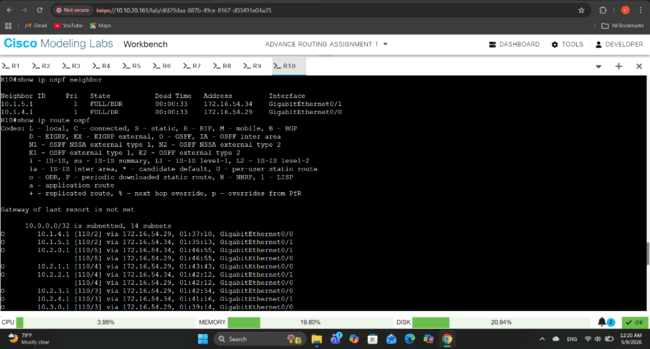 Not secure https://10.10.20.161/lab/d6f29daa-887b-49ce-8167-d03491e04a35
Gmail YouTube Maps All Bookmarks
Cisco Modeling Labs Workbench ADVANCE ROUTING ASSIGNMENT 1 DASHBOARD TOOLS DEVELOPER
R1 R2 R3 R4 R5 R6 R7 R8 R9 R10
R10#show ip ospf neighbor
Neighbor ID Pri State Dead Time Address Interface
10.1.5.1 1 FULL/BDR 00:00:33 172.16.54.34 GigabitEthernet0/1
10.1.4.1 1 FULL/DR 00:00:33 172.16.54.29 GigabitEthernet0/0
R10#show ip route ospf
Codes: L - local, C - connected, S - static, R - RIP, M - mobile, B - BGP
D - EIGRP, EX - EIGRP external, O - OSPF, IA - OSPF inter area
N1 - OSPF NSSA external type 1, N2 - OSPF NSSA external type 2
E1 - OSPF external type 1, E2 - OSPF external type 2
i - IS-IS, su - IS-IS summary, L1 - IS-IS level-1, L2 - IS-IS level-2
ia - IS-IS inter area, * - candidate default, U - per-user static route
o - ODR, P - periodic downloaded static route, H - NHRP, l - LISP
a - application route
+ - replicated route, % - next hop override, p - overrides from PfR
Gateway of last resort is not set
10.0.0.0/32 is subnetted, 14 subnets
O 10.1.4.1 [110/2] via 172.16.54.29, 01:37:10, GigabitEthernet0/0
O 10.1.5.1 [110/2] via 172.16.54.34, 01:35:13, GigabitEthernet0/1
O 10.2.0.1 [110/5] via 172.16.54.34, 01:46:55, GigabitEthernet0/1
[110/5] via 172.16.54.29, 01:46:55, GigabitEthernet0/0
O 10.2.1.1 [110/4] via 172.16.54.29, 01:43:43, GigabitEthernet0/0
O 10.2.2.1 [110/4] via 172.16.54.34, 01:42:12, GigabitEthernet0/1
[110/4] via 172.16.54.29, 01:42:12, GigabitEthernet0/0
O 10.2.3.1 [110/3] via 172.16.54.29, 01:42:54, GigabitEthernet0/0
O 10.2.4.1 [110/3] via 172.16.54.34, 01:41:16, GigabitEthernet0/1
O 10.3.0.1 [110/5] via 172.16.54.29, 01:39:14, GigabitEthernet0/0
CPU 3.98% MEMORY 19.80% DISK 20.94% 2 OK
79°F
Mostly clear
Search
ENG
12:20 AM
5/8/2026